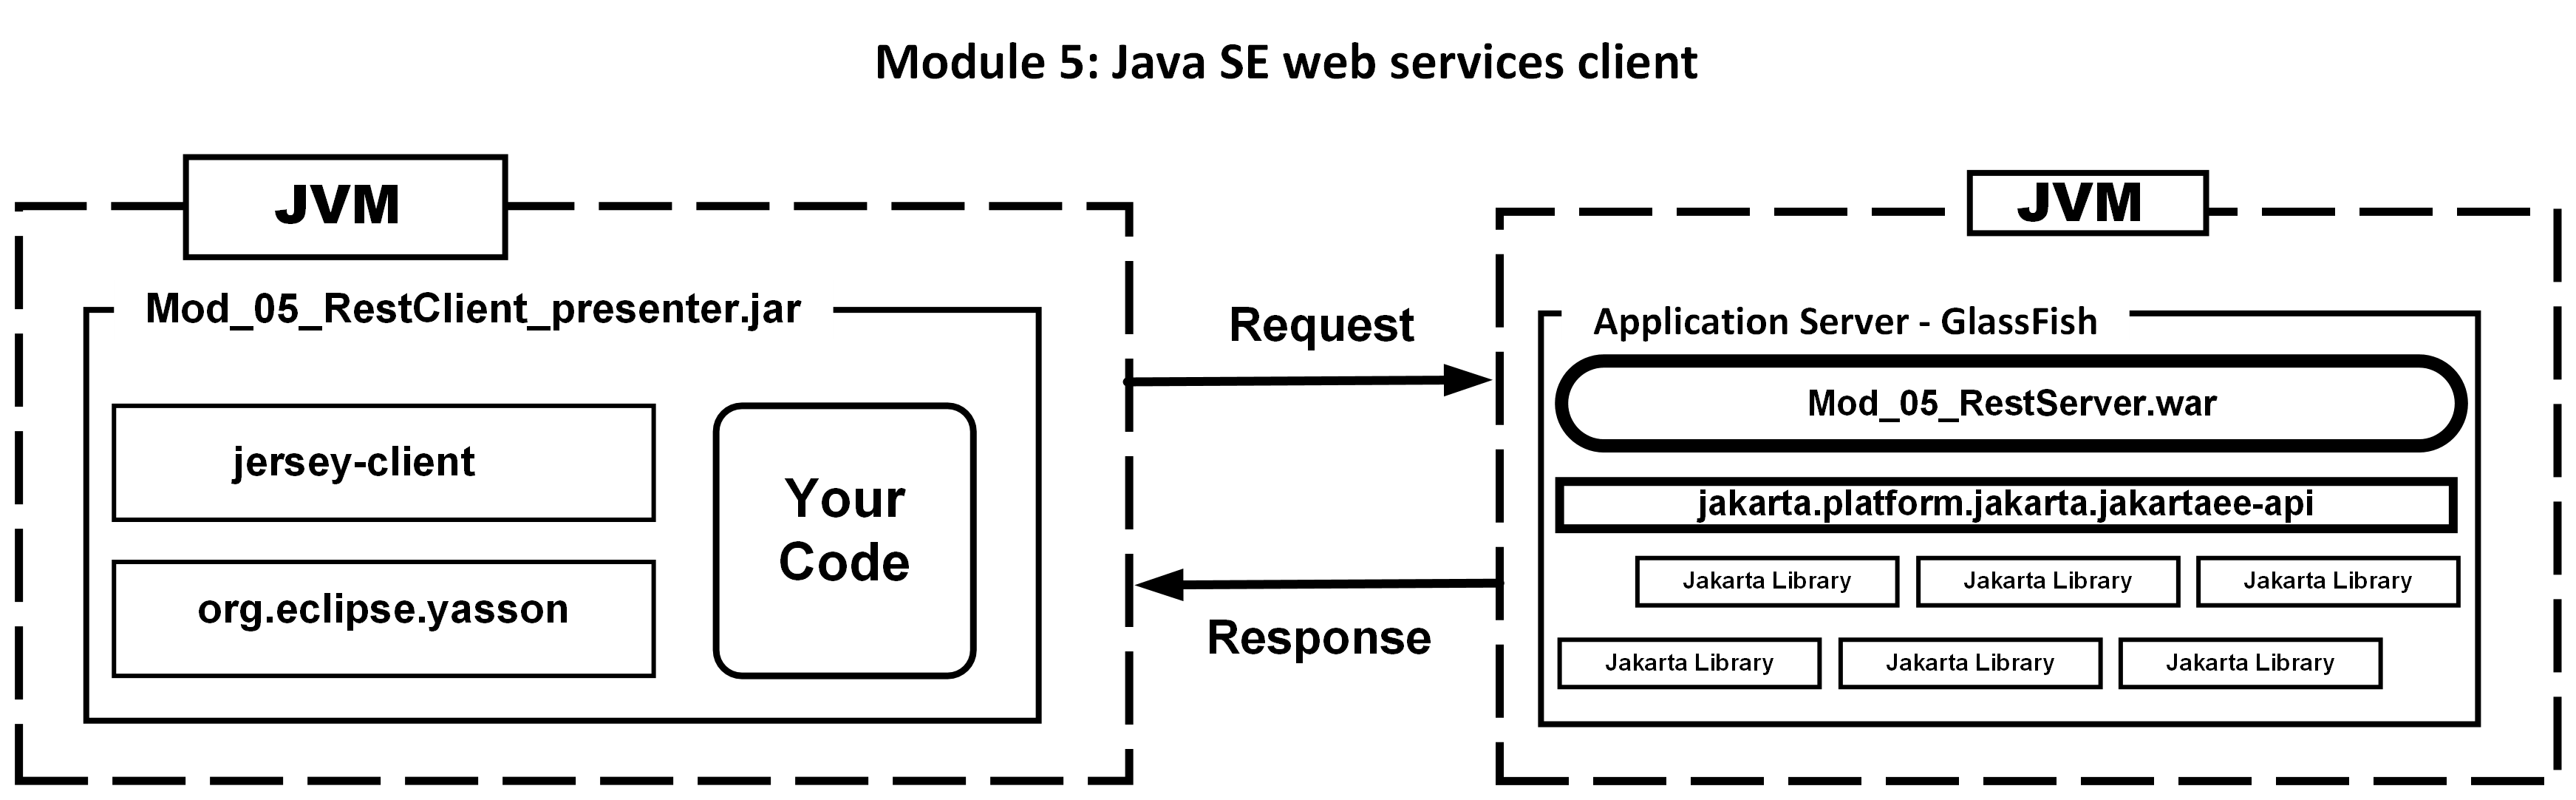 Module 5: Java SE web services client
JVM
Mod_05_RestClient_presenter.jar
jersey-client
org.eclipse.yasson
Your
Code
Request
Response
JVM
Application Server - GlassFish
Mod_05_RestServer.war
jakarta.platform.jakarta.jakartaee-api
Jakarta Library
Jakarta Library
Jakarta Library
Jakarta Library
Jakarta Library
Jakarta Library